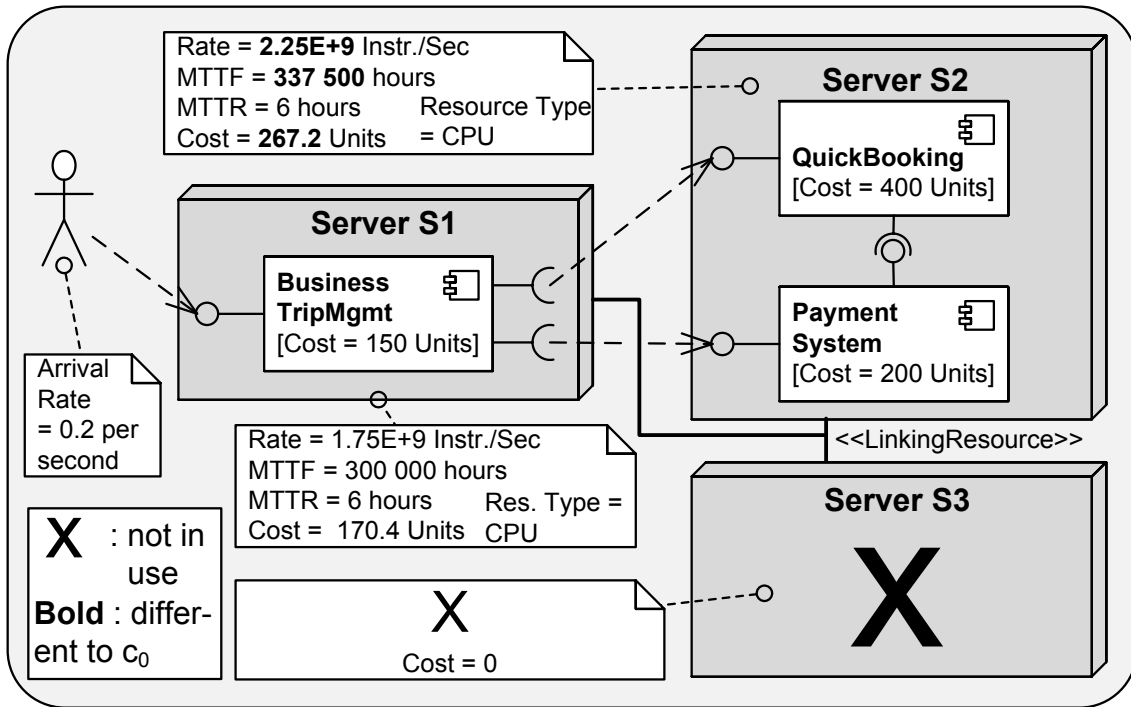 Rate = 2.25E+9 Instr./Sec
MTTF = 337 500 hours
MTTR = 6 hours
Resource Type
Cost = 267.2 Units
= CPU
Server S2
QuickBooking
[Cost = 400 Units]
Server S1
Business
TripMgmt
[Cost = 150 Units]
Payment
System
[Cost = 200 Units]
Arrival
Rate
= 0.2 per
second
Rate = 1.75E+9 Instr./Sec
MTTF = 300 000 hours
MTTR = 6 hours
Res. Type =
Cost = 170.4 Units
CPU
<<LinkingResource>>
Server S3
X
X : not in
use
Bold : differ-
ent to c₀
X
Cost = 0